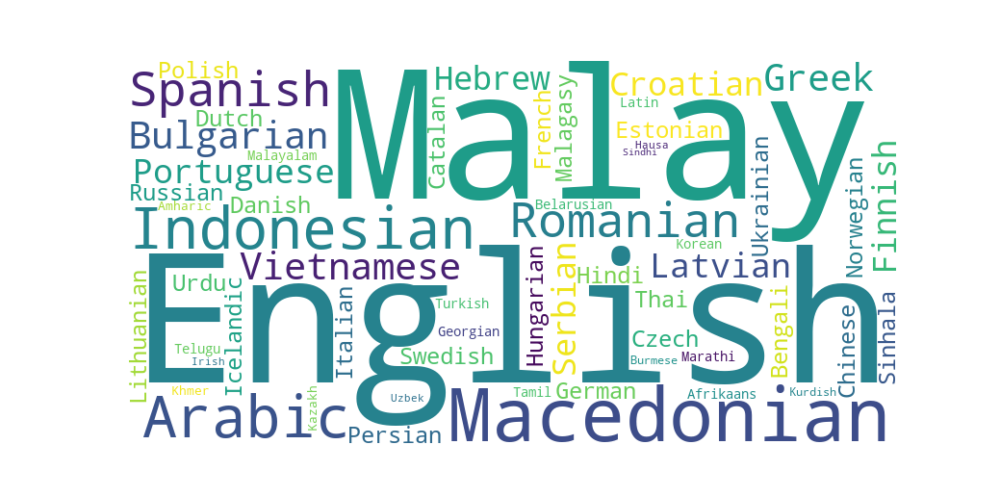 Polish
Spanish
Malay
Hebrew
Croatian
Greek
Dutch
Catalan
French
Malagasy
Latin
Bulgarian
Estonian
Hausa
Malayalam
Sindhi
Portuguese
Ukrainian
Norwegian
Finnish
Russian
Amharic
Danish
Belarusian
Indonesian
Romanian
Korean
Vietnamese
Hungarian
Serbian
Hindi
Latvian
Lithuanian
Urdu
Icelandic
English
Italian
Turkish
Thai
Bengali
Chinese
Sinhala
Georgian
Czech
Telugu
Irish
Swedish
Burmese
Marathi
Khmer
Kazakh
Uzbek
Tamil
German
Afrikaans
Kurdish
Arabic
Persian
Macedonian